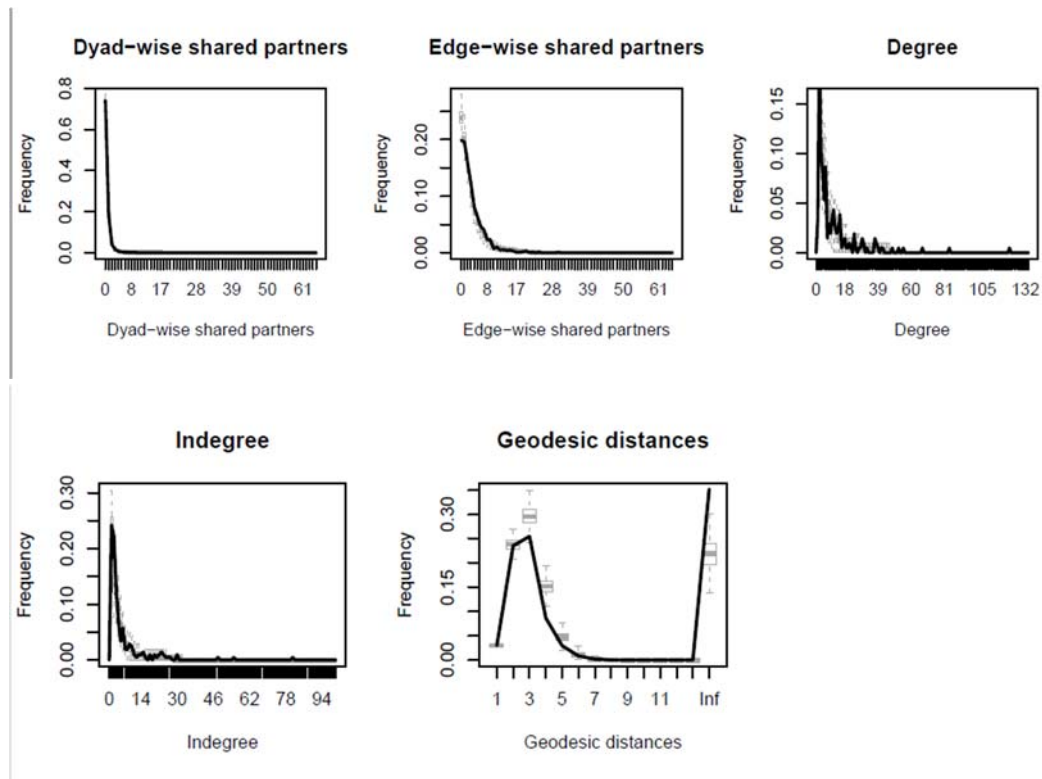 Dyad−wise shared partners
Frequency
0.0 0.2 0.4 0.6 0.8
0 8 17 28 39 50 61
Dyad−wise shared partners
Edge−wise shared partners
Frequency
0.00 0.10 0.20
0 8 17 28 39 50 61
Edge−wise shared partners
Degree
Frequency
0.00 0.05 0.10 0.15
0 18 39 60 81 105 132
Degree
Indegree
Frequency
0.00 0.10 0.20 0.30
0 14 30 46 62 78 94
Indegree
Geodesic distances
Frequency
0.00 0.15 0.30
1 3 5 7 9 11 Inf
Geodesic distances